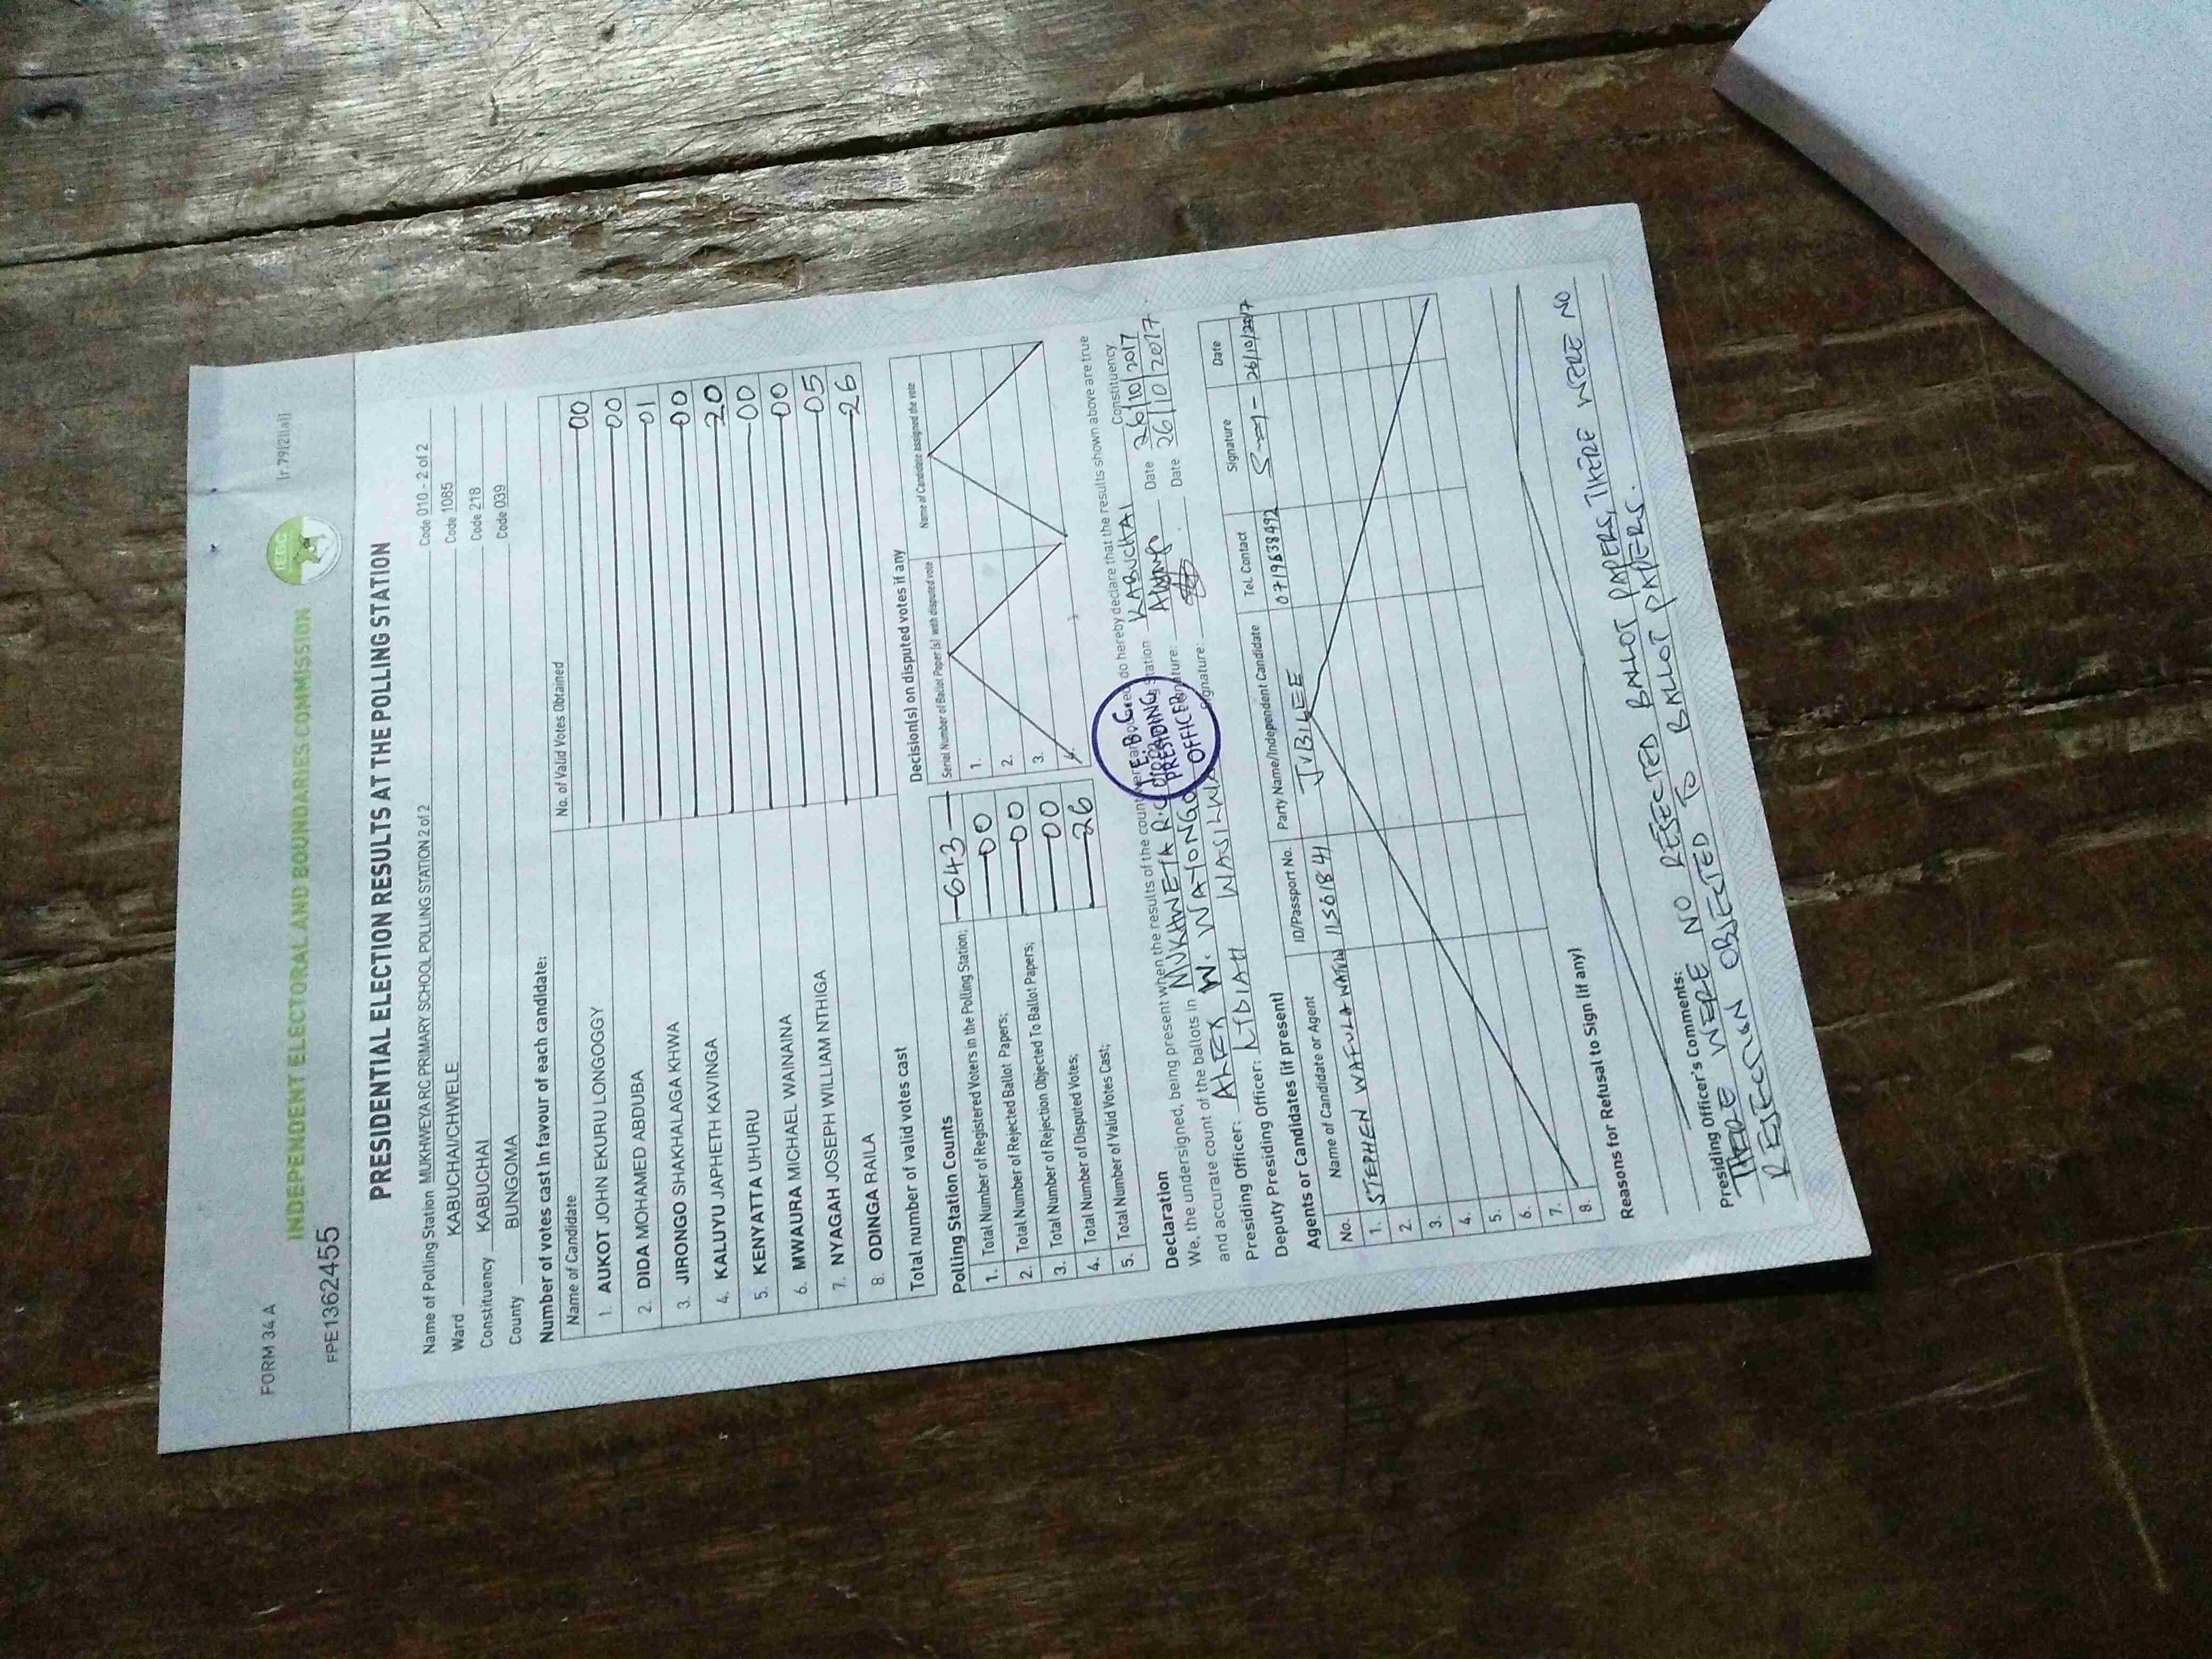 FORM 34 A (r.79(2)(a))
INDEPENDENT ELECTORAL AND BOUNDARIES COMMISSION
IEBC
FPE1362455
PRESIDENTIAL ELECTION RESULTS AT THE POLLING STATION
Name of Polling Station MUKHWEYA RC PRIMARY SCHOOL POLLING STATION 2 of 2 Code 010 - 2 of 2
Ward KABUCHAI/CHWELE Code 1085
Constituency KABUCHAI Code 218
County BUNGOMA Code 039
Number of votes cast in favour of each candidate:
Name of Candidate No. of Valid Votes Obtained
1. AUKOT JOHN EKURU LONGOGGY 00
2. DIDA MOHAMED ABDUBA 00
3. JIRONGO SHAKHALAGA KHWA 01
4. KALUYU JAPHETH KAVINGA 00
5. KENYATTA UHURU 20
6. MWAURA MICHAEL WAINAINA 00
7. NYAGAH JOSEPH WILLIAM NTHIGA 00
8. ODINGA RAILA 05
Total number of valid votes cast 26
Polling Station Counts
1. Total Number of Registered Voters in the Polling Station; 643
2. Total Number of Rejected Ballot Papers; 00
3. Total Number of Rejection Objected To Ballot Papers; 00
4. Total Number of Disputed Votes; 00
5. Total Number of Valid Votes Cast; 26
Decision(s) on disputed votes if any
Serial Number of Ballot Paper (s) with disputed vote Name of Candidate assigned the vote
1.
2.
3.
4.
Declaration
We, the undersigned, being present when the results of the count were do hereby declare that the results shown above are true
and accurate count of the ballots in MUKHWEYA R.C station KABUCHAI Constituency
Presiding Officer: ALEX W. WAYONGO Signature: Date 26/10/2017
Deputy Presiding Officer: LYDIAH WASILWA Signature: Date 26/10/2017
I.E.B.C.
PRESIDING
OFFICER
Agents or Candidates (if present)
No. Name of Candidate or Agent ID/Passport No. Party Name/Independent Candidate Tel. Contact Signature Date
1. STEPHEN WAFULA 11561841 JUBILEE 0719638492 26/10/2017
2.
3.
4.
5.
6.
7.
8.
Reasons for Refusal to Sign (if any)
Presiding Officer's Comments:
THERE WERE NO REJECTED BALLOT PAPERS, THERE WERE NO
REJECTION OBJECTED TO BALLOT PAPERS.